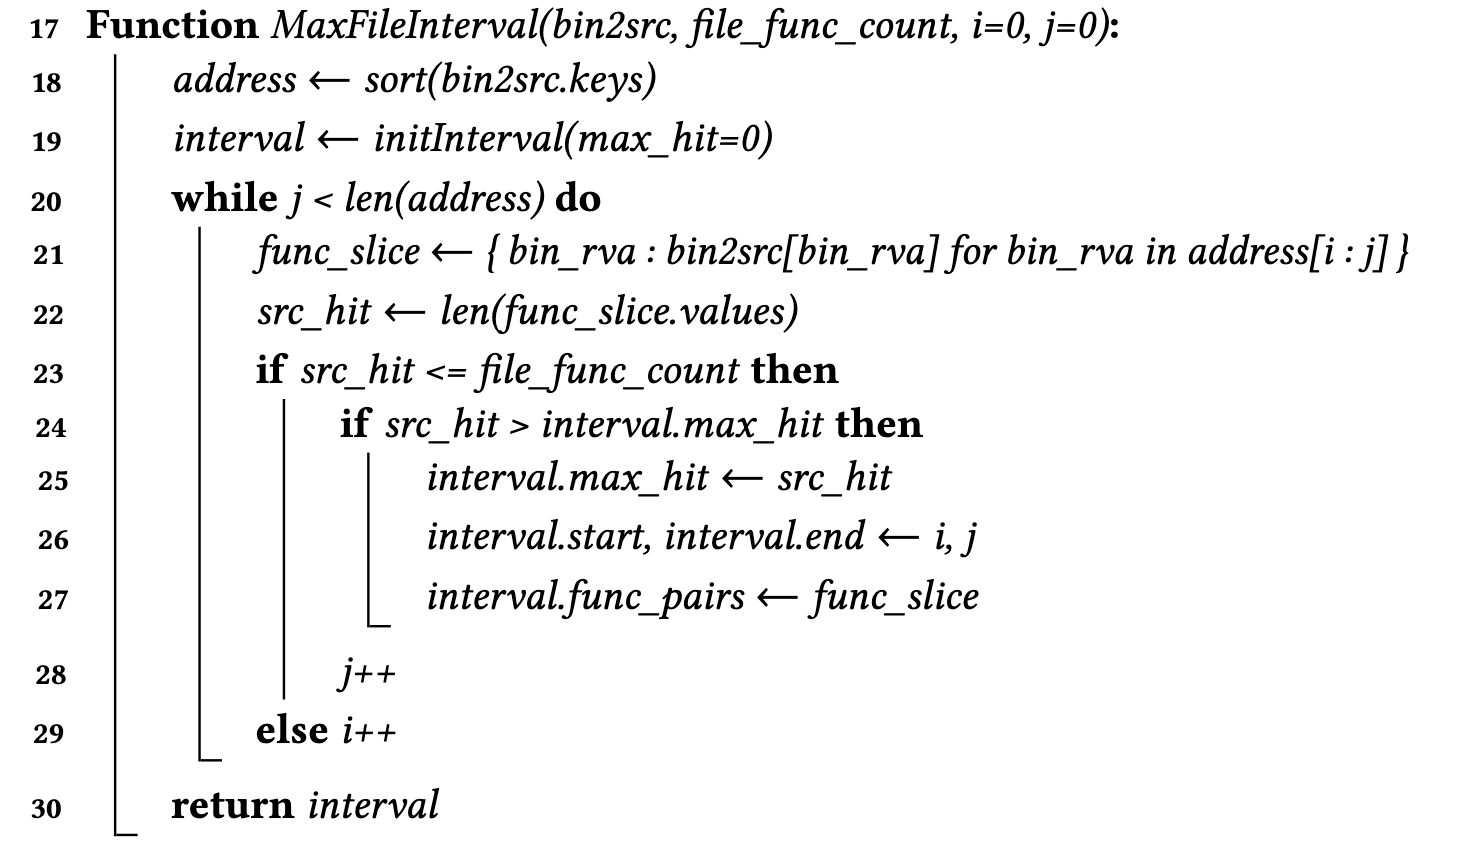 17 Function MaxFileInterval(bin2src, file_func_count, i=0, j=0):
18 address ← sort(bin2src.keys)
19 interval ← initInterval(max_hit=0)
20 while j < len(address) do
21 func_slice ← { bin_rva : bin2src[bin_rva] for bin_rva in address[i : j] }
22 src_hit ← len(func_slice.values)
23 if src_hit <= file_func_count then
24 if src_hit > interval.max_hit then
25 interval.max_hit ← src_hit
26 interval.start, interval.end ← i, j
27 interval.func_pairs ← func_slice
28 j++
29 else i++
30 return interval